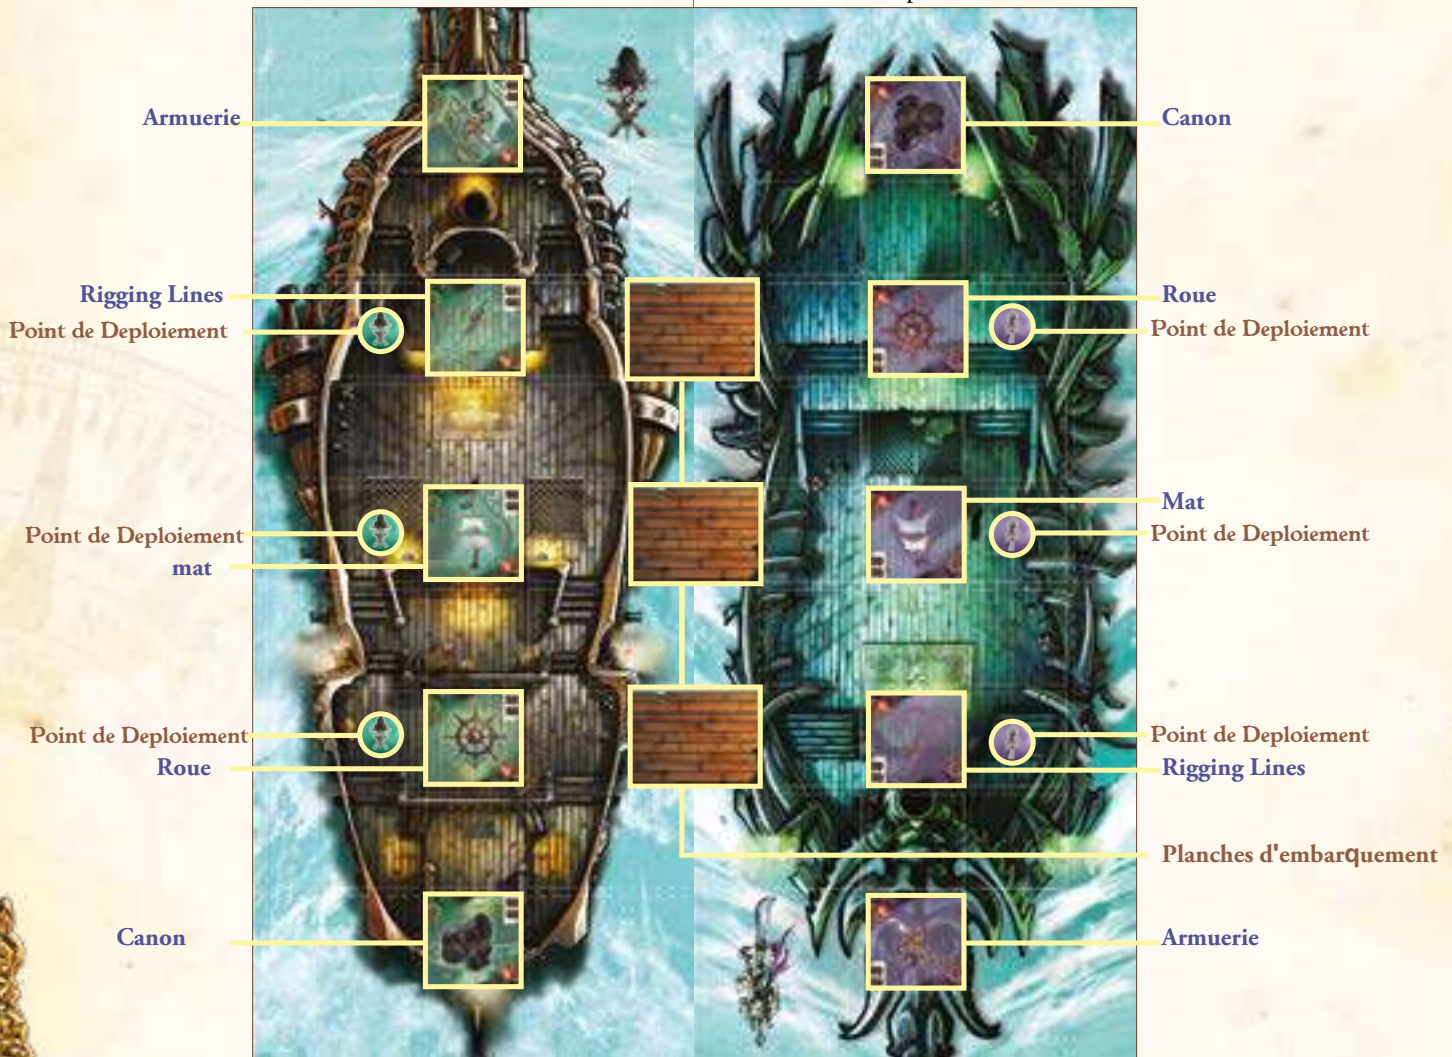 Armuerie
Rigging Lines
Point de Deploiement
Point de Deploiement
mat
Point de Deploiement
Roue
Canon
Canon
Roue
Point de Deploiement
Mat
Point de Deploiement
Point de Deploiement
Rigging Lines
Planches d'embarquement
Armuerie